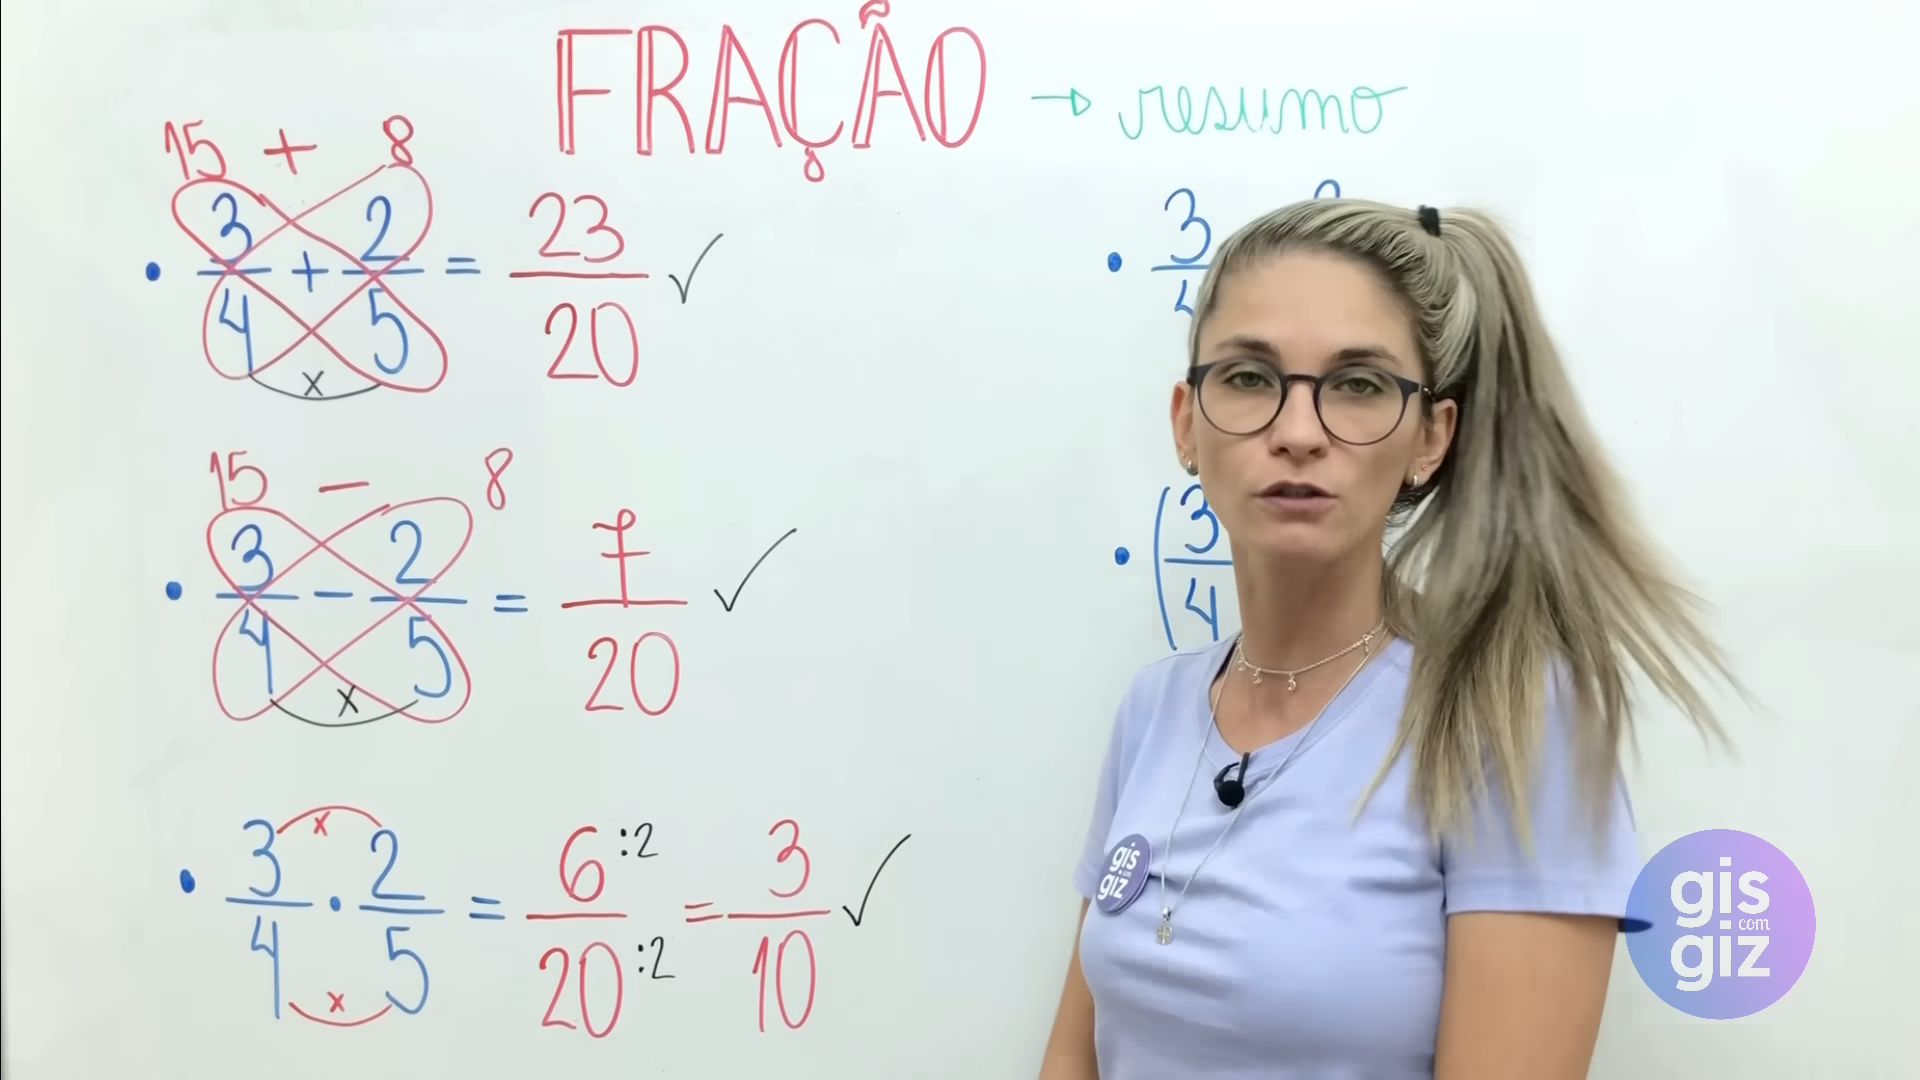 FRAÇÃO → resumo
15 + 8
• 3/4 + 2/5 = 23/20 ✓
x
15 - 8
• 3/4 - 2/5 = 7/20 ✓
x
x
• 3/4 · 2/5 = 6/20 :2 :2 = 3/10 ✓
x
• 3
• (3/4
gis com giz
gis com giz